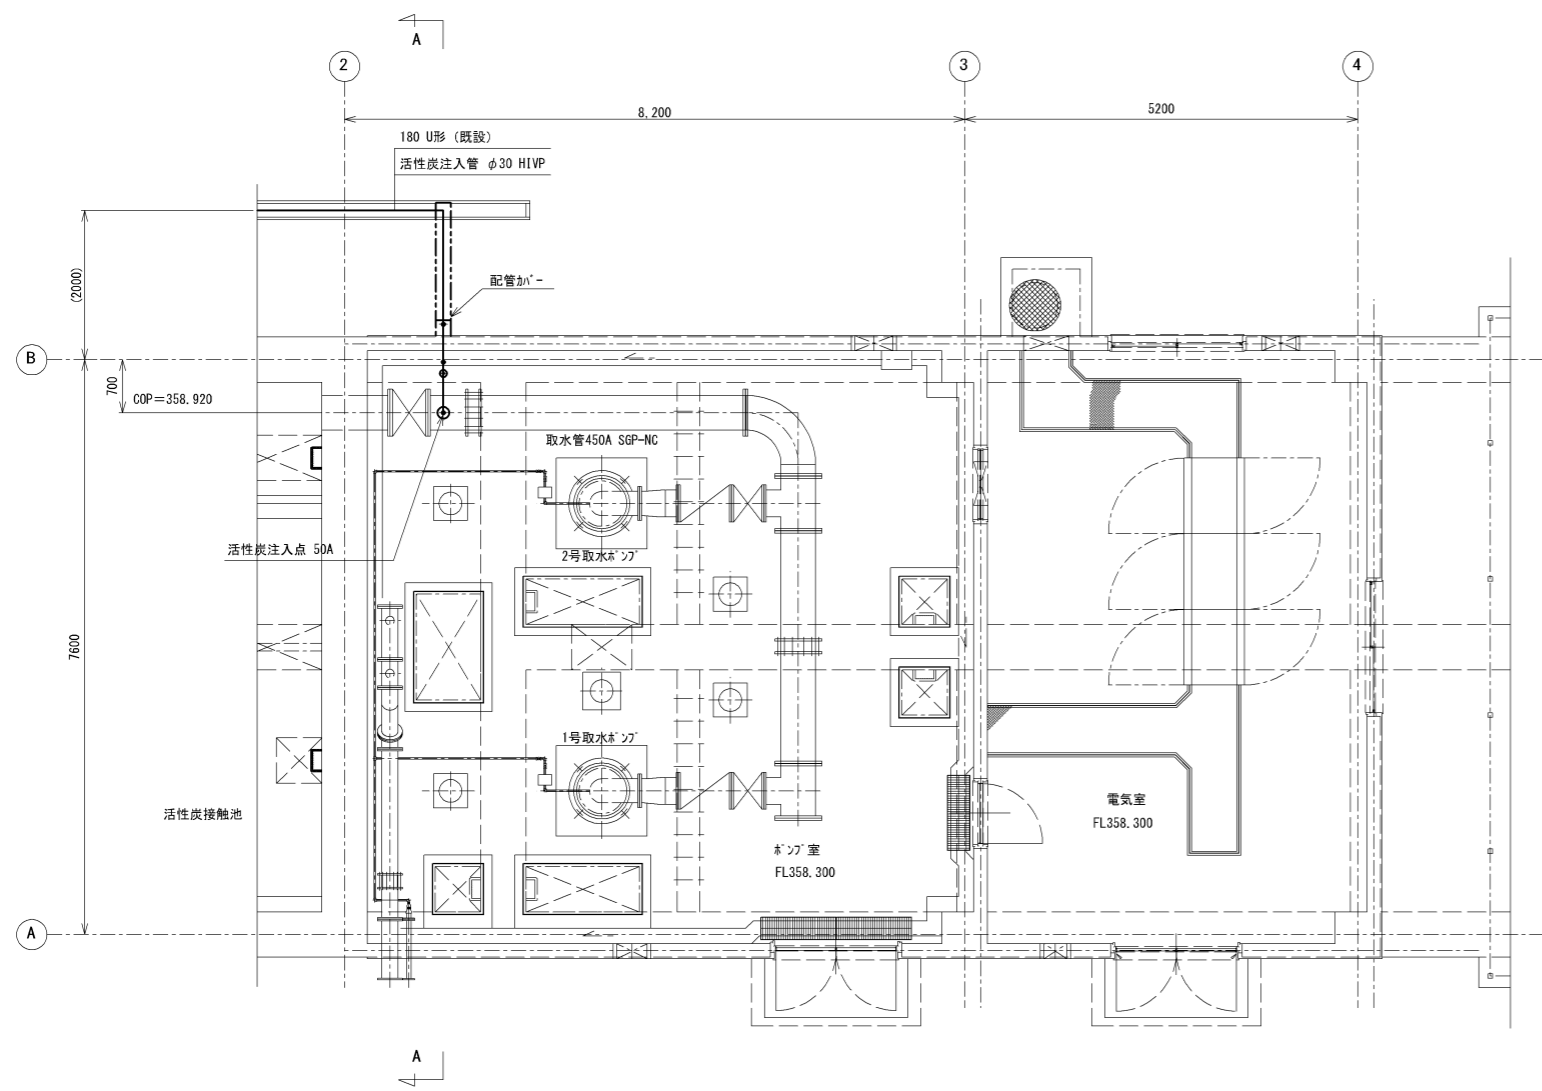 A
2
3
4
8,200
5200
180 U形 (既設)
活性炭注入管 φ30 HIVP
(2000)
配管ｶﾊﾞｰ
B
700
COP＝358.920
取水管450A SGP-NC
活性炭注入点 50A
2号取水ﾎﾟﾝﾌﾟ
7600
1号取水ﾎﾟﾝﾌﾟ
活性炭接触池
電気室
FL358.300
ﾎﾟﾝﾌﾟ室
FL358.300
A
A